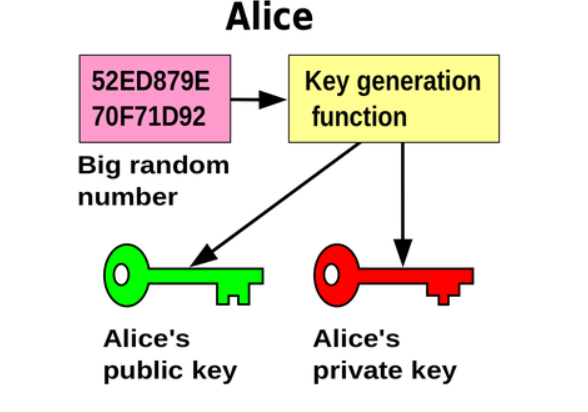 Alice
52ED879E
70F71D92
Key generation
function
Big random
number
Alice's
public key
Alice's
private key